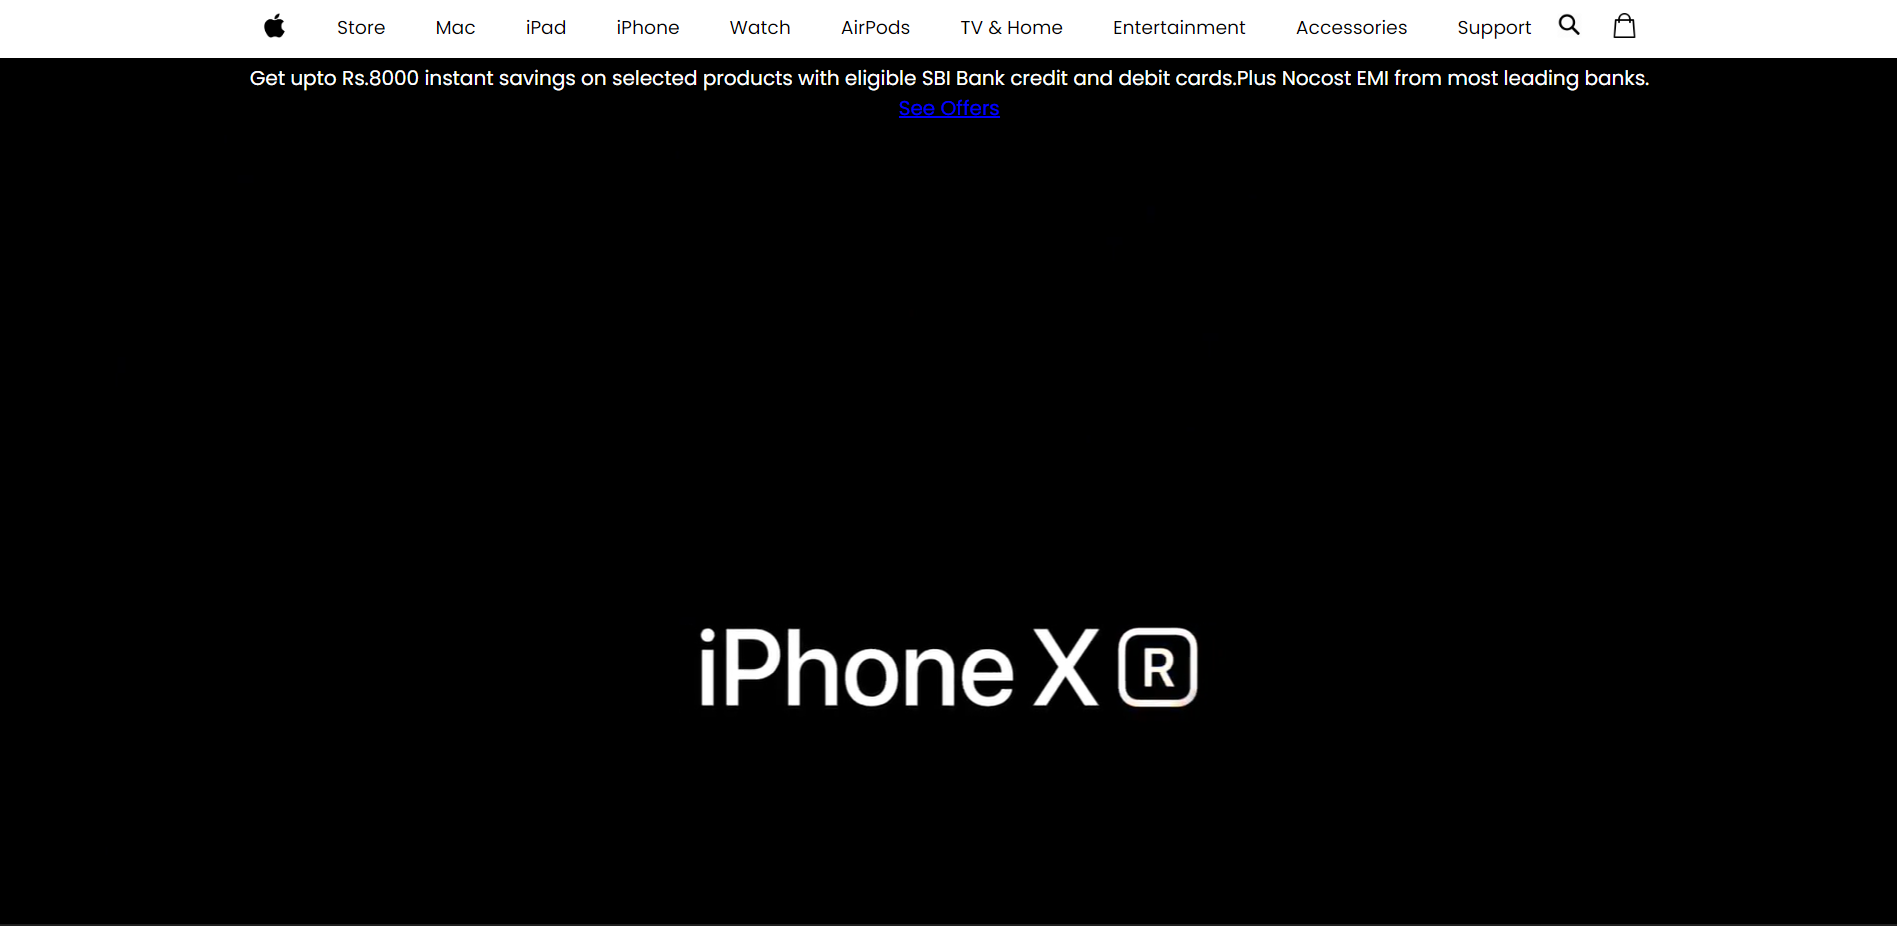 Store Mac iPad iPhone Watch AirPods TV & Home Entertainment Accessories Support
Get upto Rs.8000 instant savings on selected products with eligible SBI Bank credit and debit cards.Plus Nocost EMI from most leading banks.
See Offers
iPhone X R